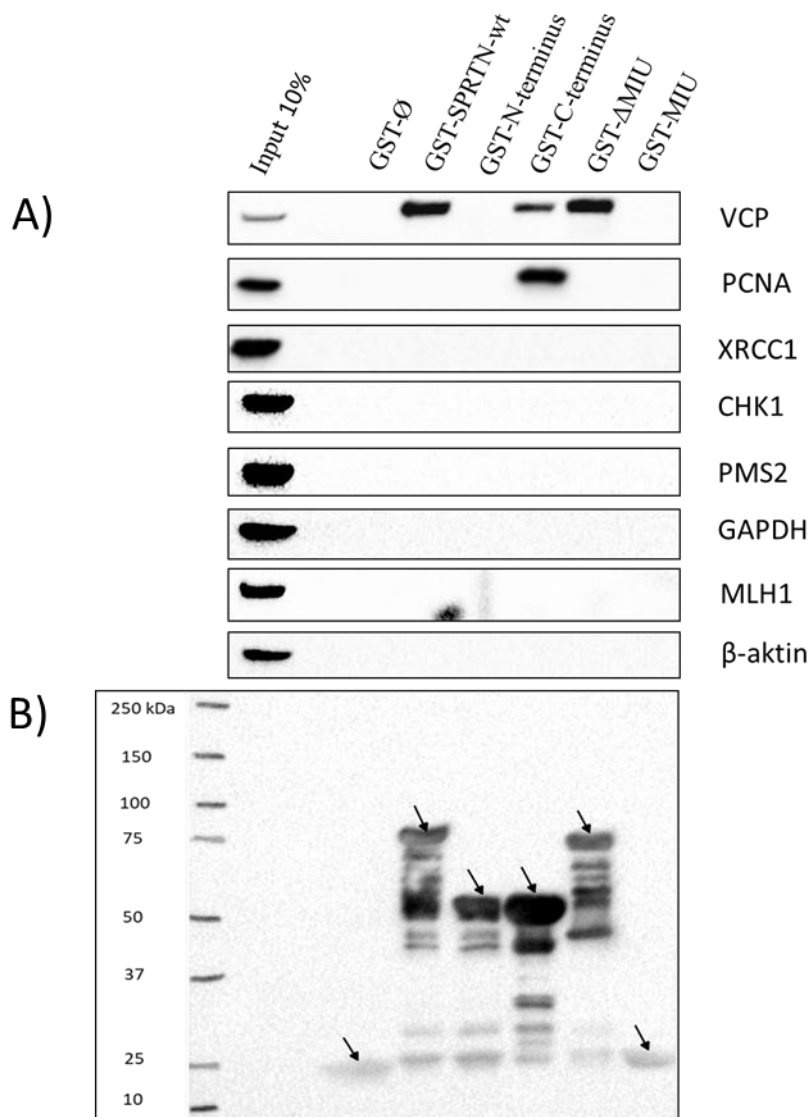 Input 10%
GST-Ø
GST-SPRTN-wt
GST-N-terminus
GST-C-terminus
GST-ΔMIU
GST-MIU
A)
VCP
PCNA
XRCC1
CHK1
PMS2
GAPDH
MLH1
β-aktin
B)
250 kDa
150
100
75
50
37
25
10